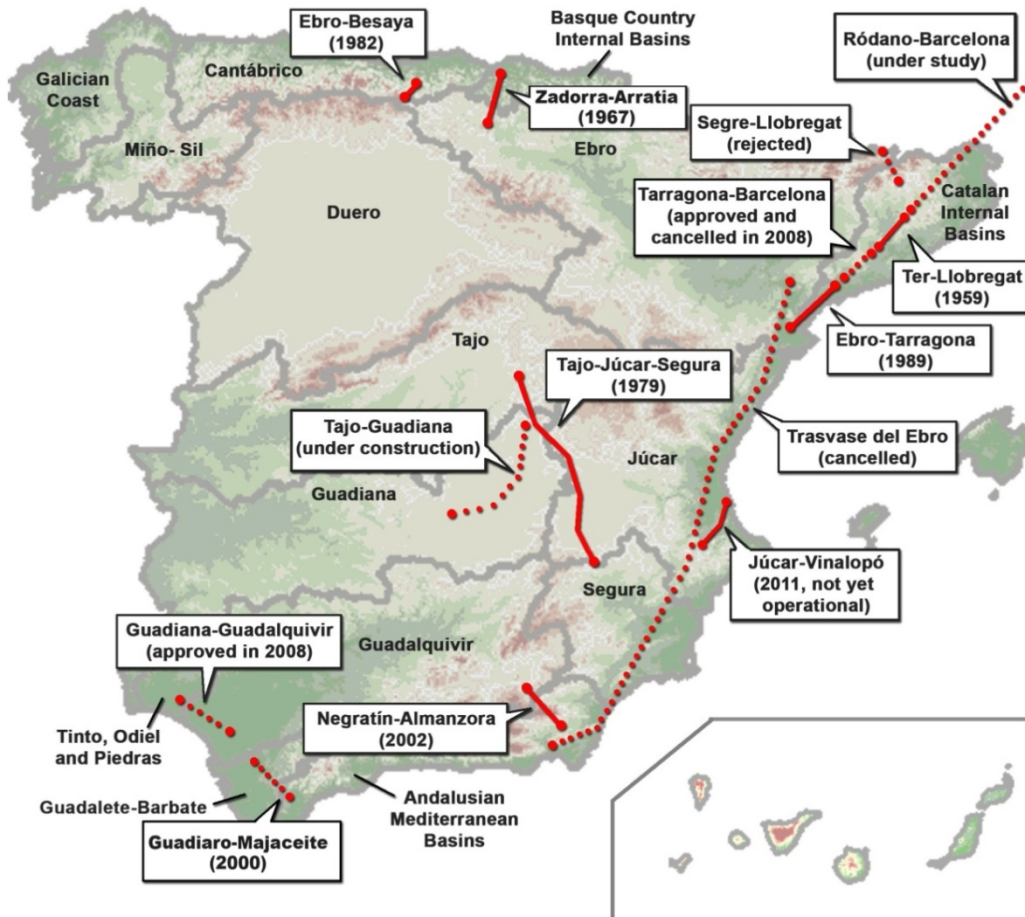 Ebro-Besaya
(1982)
Basque Country
Internal Basins
Ródano-Barcelona
(under study)
Galician
Coast
Cantábrico
Zadorra-Arratia
(1967)
Segre-Llobregat
(rejected)
Miño- Sil
Ebro
Tarragona-Barcelona
(approved and
cancelled in 2008)
Catalan
Internal
Basins
Duero
Ter-Llobregat
(1959)
Tajo
Ebro-Tarragona
(1989)
Tajo-Júcar-Segura
(1979)
Tajo-Guadiana
(under construction)
Trasvase del Ebro
(cancelled)
Júcar
Guadiana
Júcar-Vinalopó
(2011, not yet
operational)
Segura
Guadiana-Guadalquivir
(approved in 2008)
Guadalquivir
Negratín-Almanzora
(2002)
Tinto, Odiel
and Piedras
Guadalete-Barbate
Andalusian
Mediterranean
Basins
Guadiaro-Majaceite
(2000)